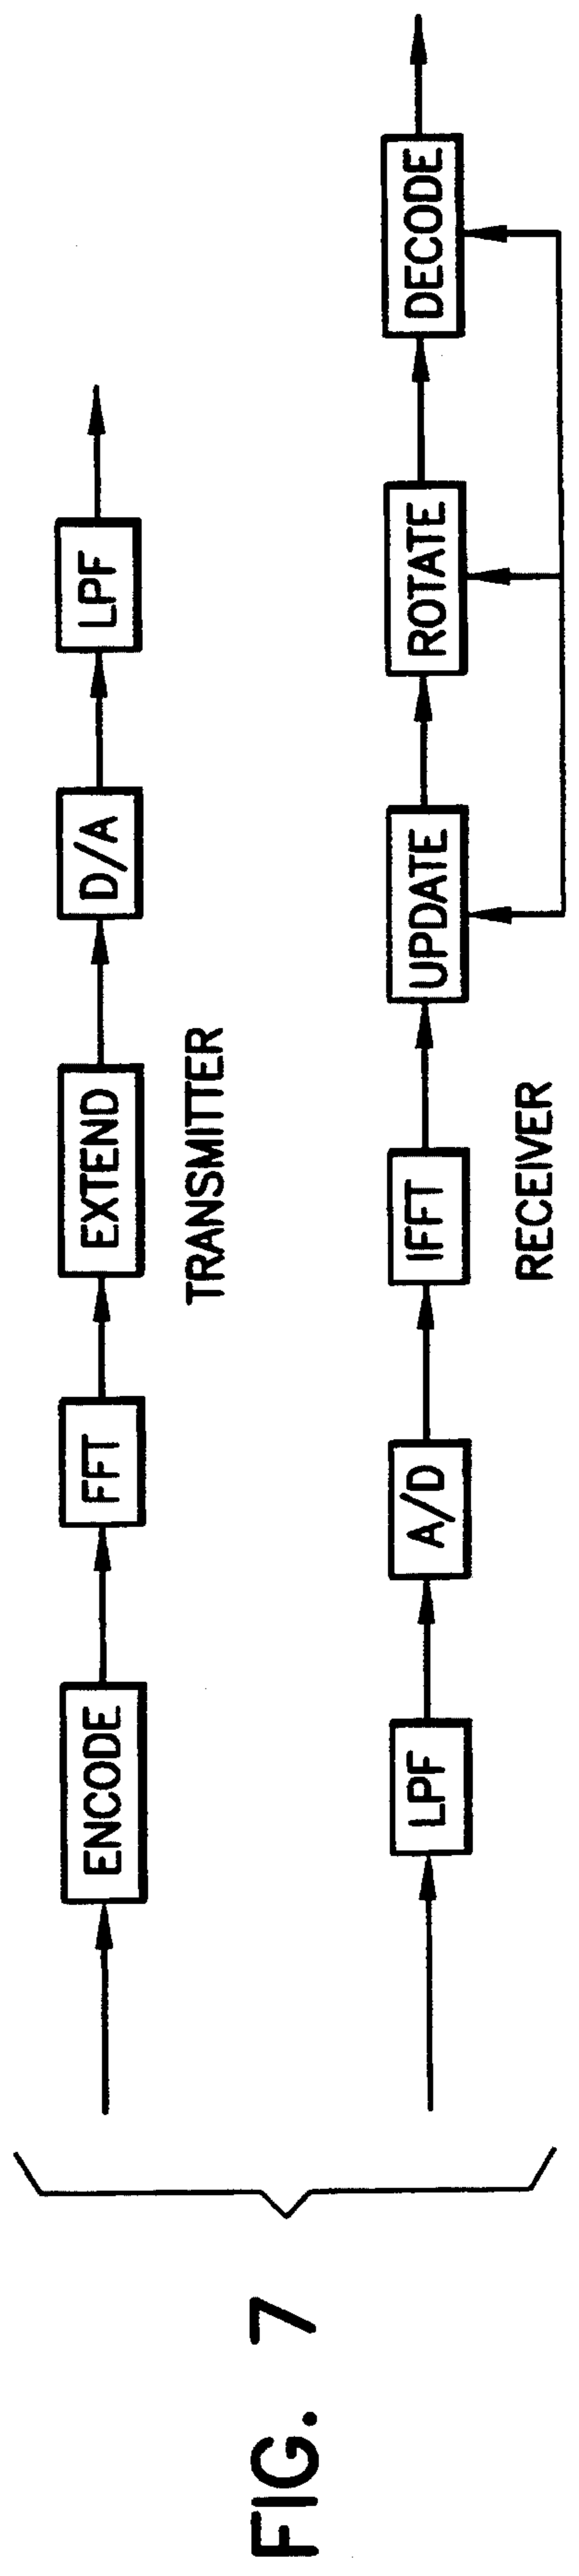 ENCODE
FFT
EXTEND
D/A
LPF
TRANSMITTER
LPF
A/D
IFFT
UPDATE
ROTATE
DECODE
RECEIVER
FIG. 7